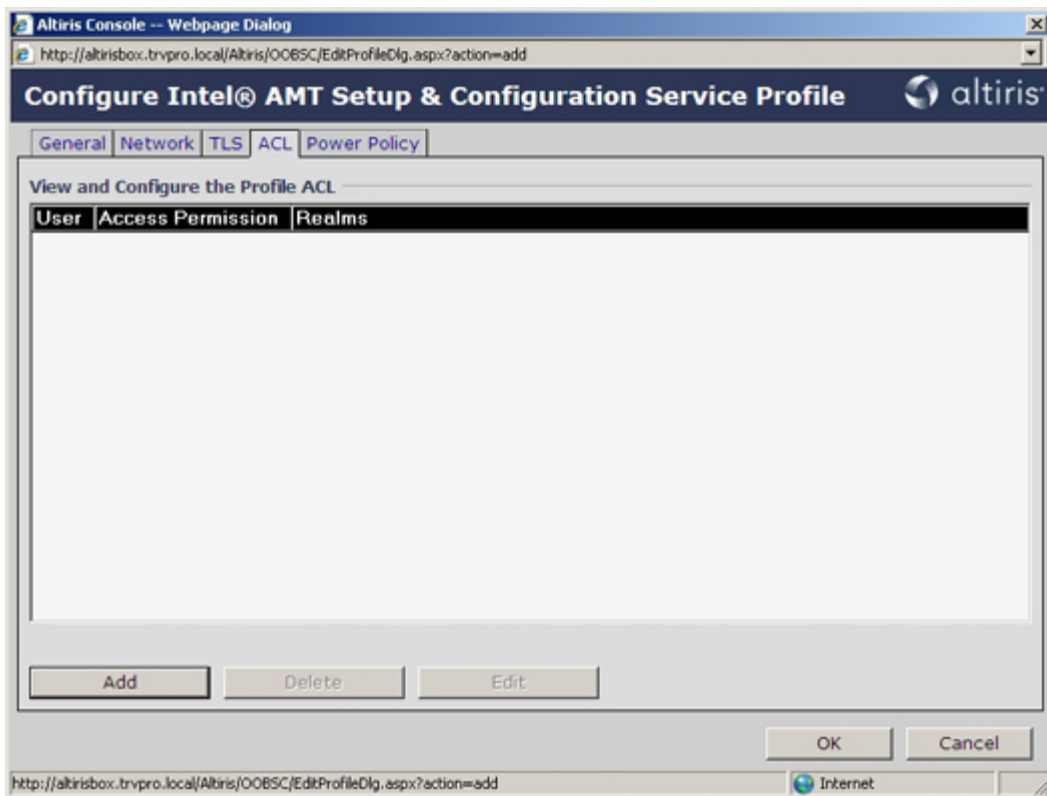 Altiris Console -- Webpage Dialog
http://altirisbox.trvpro.local/Altiris/OOBSC/EditProfileDlg.aspx?action=add
Configure Intel® AMT Setup & Configuration Service Profile altiris
General Network TLS ACL Power Policy
View and Configure the Profile ACL
User Access Permission Realms
Add Delete Edit
OK Cancel
http://altirisbox.trvpro.local/Altiris/OOBSC/EditProfileDlg.aspx?action=add Internet